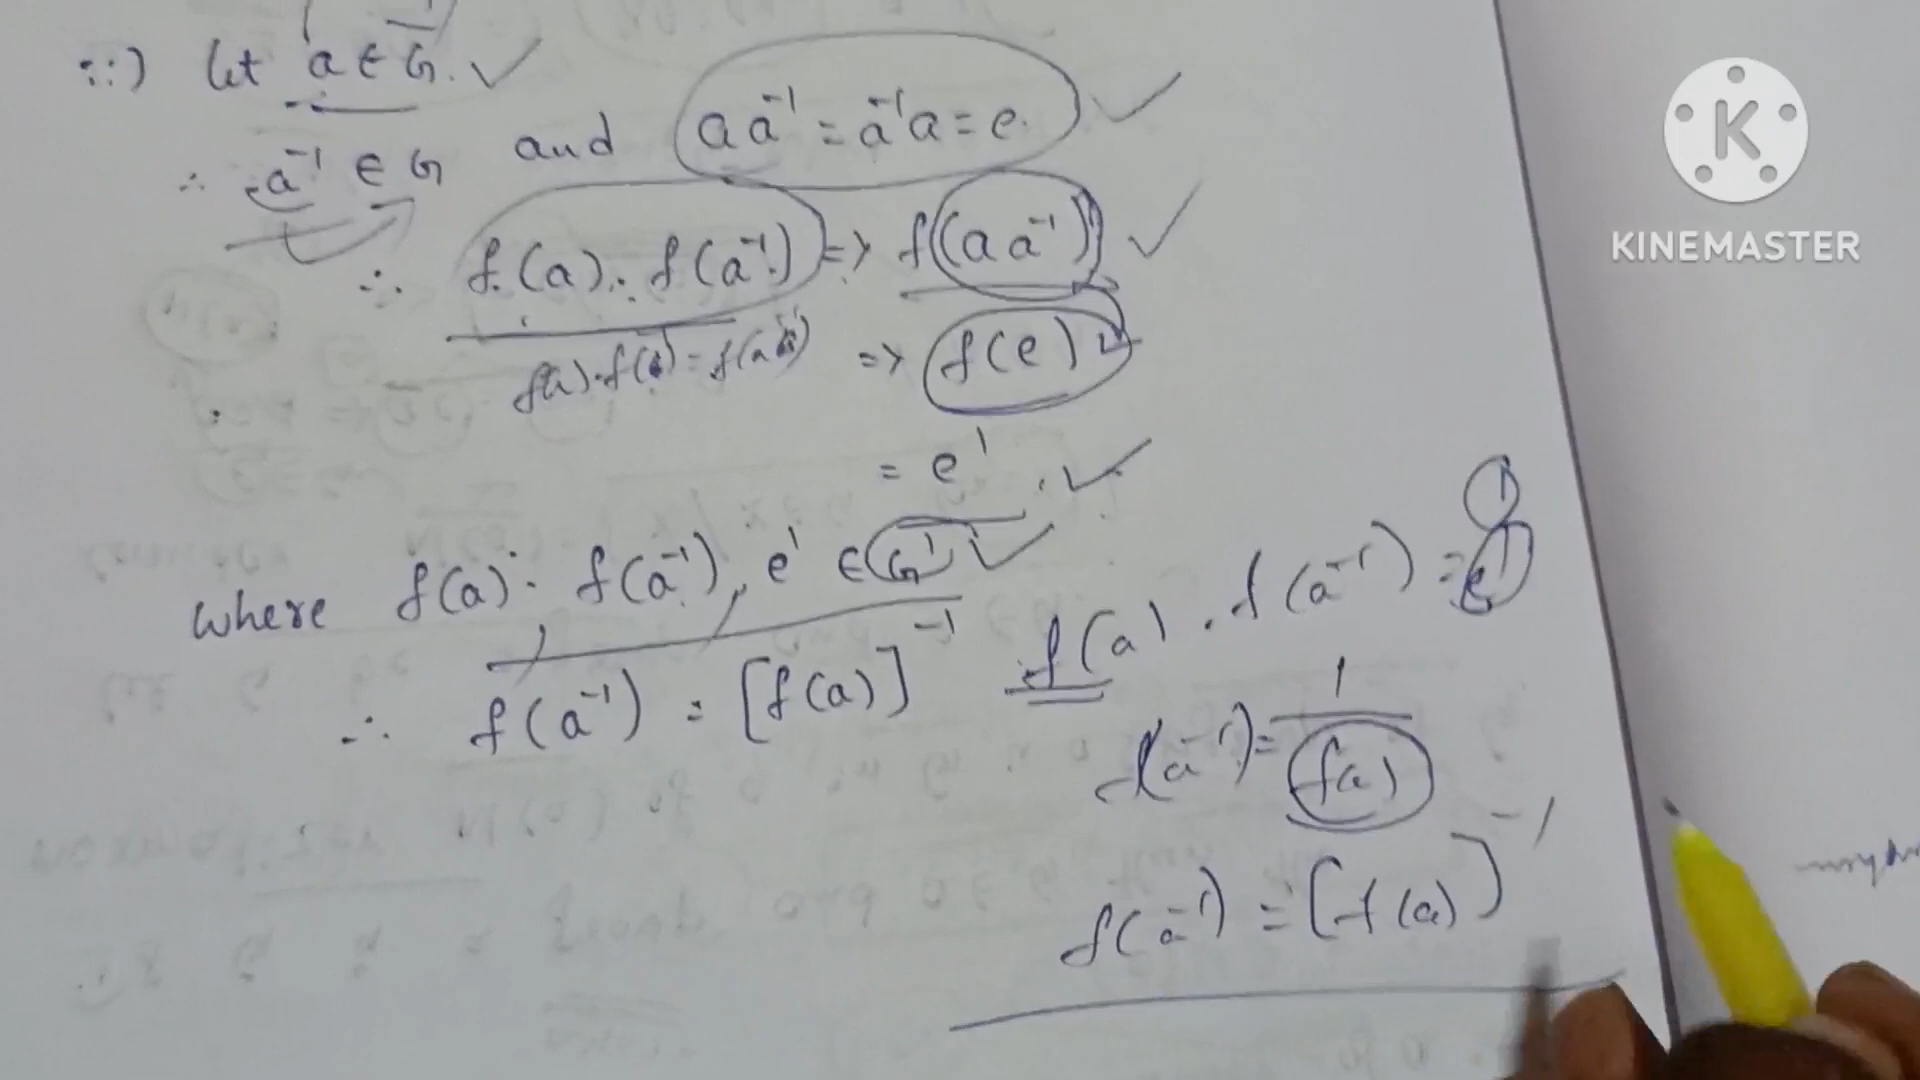 ii) Let a ∈ G.
∴ a⁻¹ ∈ G and aa⁻¹ = a⁻¹a = e.
∴ f(a). f(a⁻¹) => f(aa⁻¹)
=> f(e)
= e'
where f(a). f(a⁻¹), e' ∈ G'
∴ f(a⁻¹) = [f(a)]⁻¹
f(a). f(a⁻¹) = e'
f(a⁻¹) = 1/f(a)
f(a⁻¹) = [f(a)]⁻¹
K
KINEMASTER